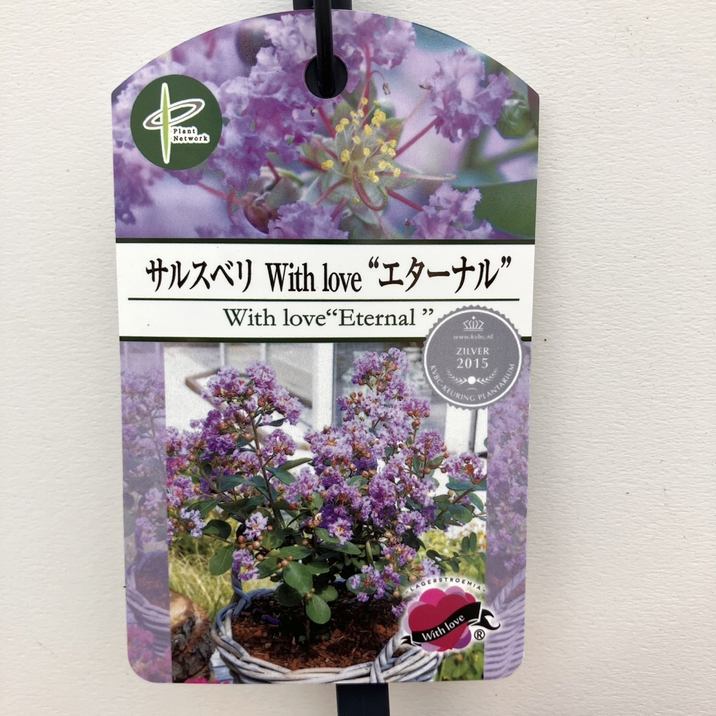 Plant
Network
サルスベリ With love “エターナル”
With love“Eternal ”
www.kvbc.nl
ZILVER
2015
KVBC-KEURING PLANTARIUM
LAGERSTROEMIA
With love
®